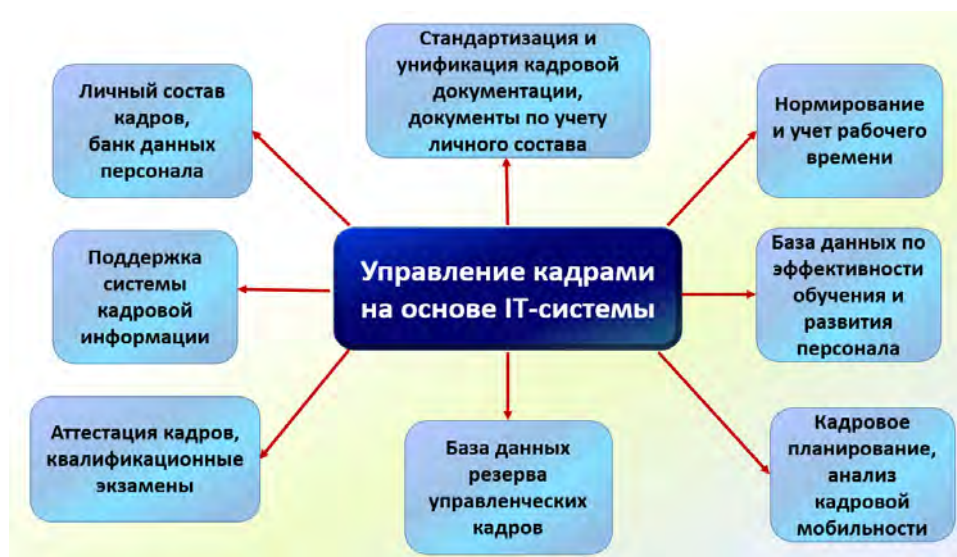 Стандартизация и
унификация кадровой
документации,
документы по учету
личного состава
Личный состав
кадров,
банк данных
персонала
Нормирование
и учет рабочего
времени
Управление кадрами
на основе IT-системы
Поддержка
системы
кадровой
информации
База данных по
эффективности
обучения и
развития
персонала
Аттестация кадров,
квалификационные
экзамены
База данных
резерва
управленческих
кадров
Кадровое
планирование,
анализ
кадровой
мобильности